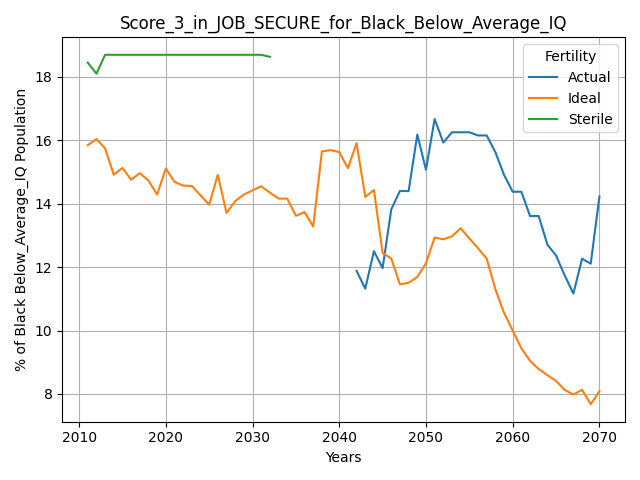 Score_3_in_JOB_SECURE_for_Black_Below_Average_IQ
% of Black Below_Average_IQ Population
18
16
14
12
10
8
Fertility
Actual
Ideal
Sterile
2010 2020 2030 2040 2050 2060 2070
Years